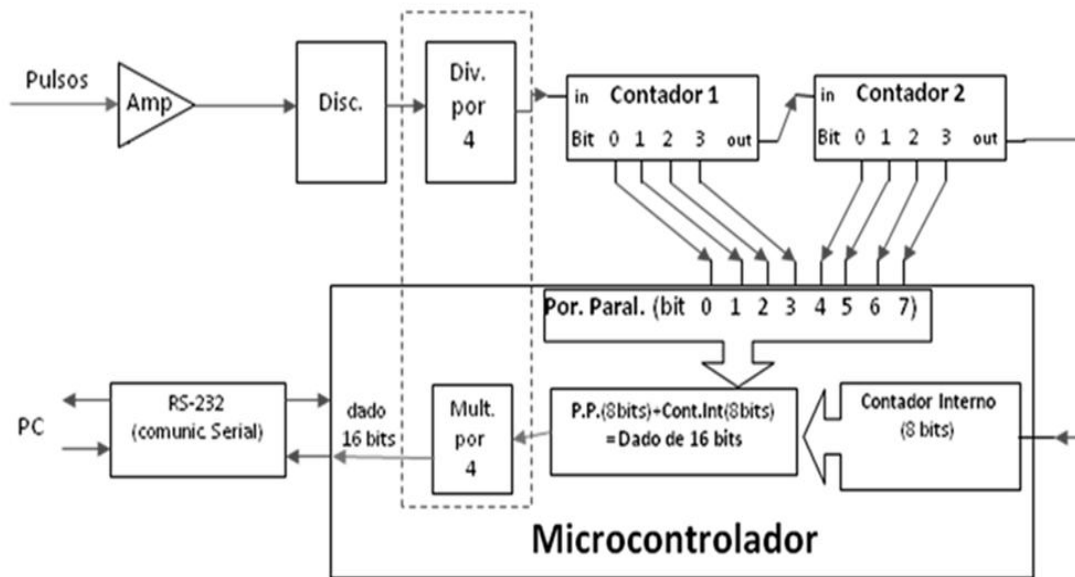 Pulsos
Amp
Disc.
Div.
por
4
in Contador 1
Bit 0 1 2 3 out
in Contador 2
Bit 0 1 2 3 out
Por. Paral. (bit 0 1 2 3 4 5 6 7)
PC
RS-232
(comunic Serial)
dado
16 bits
Mult.
por
4
P.P.(8bits)+Cont.Int(8bits)
=Dado de 16 bits
Contador Interno
(8 bits)
Microcontrolador